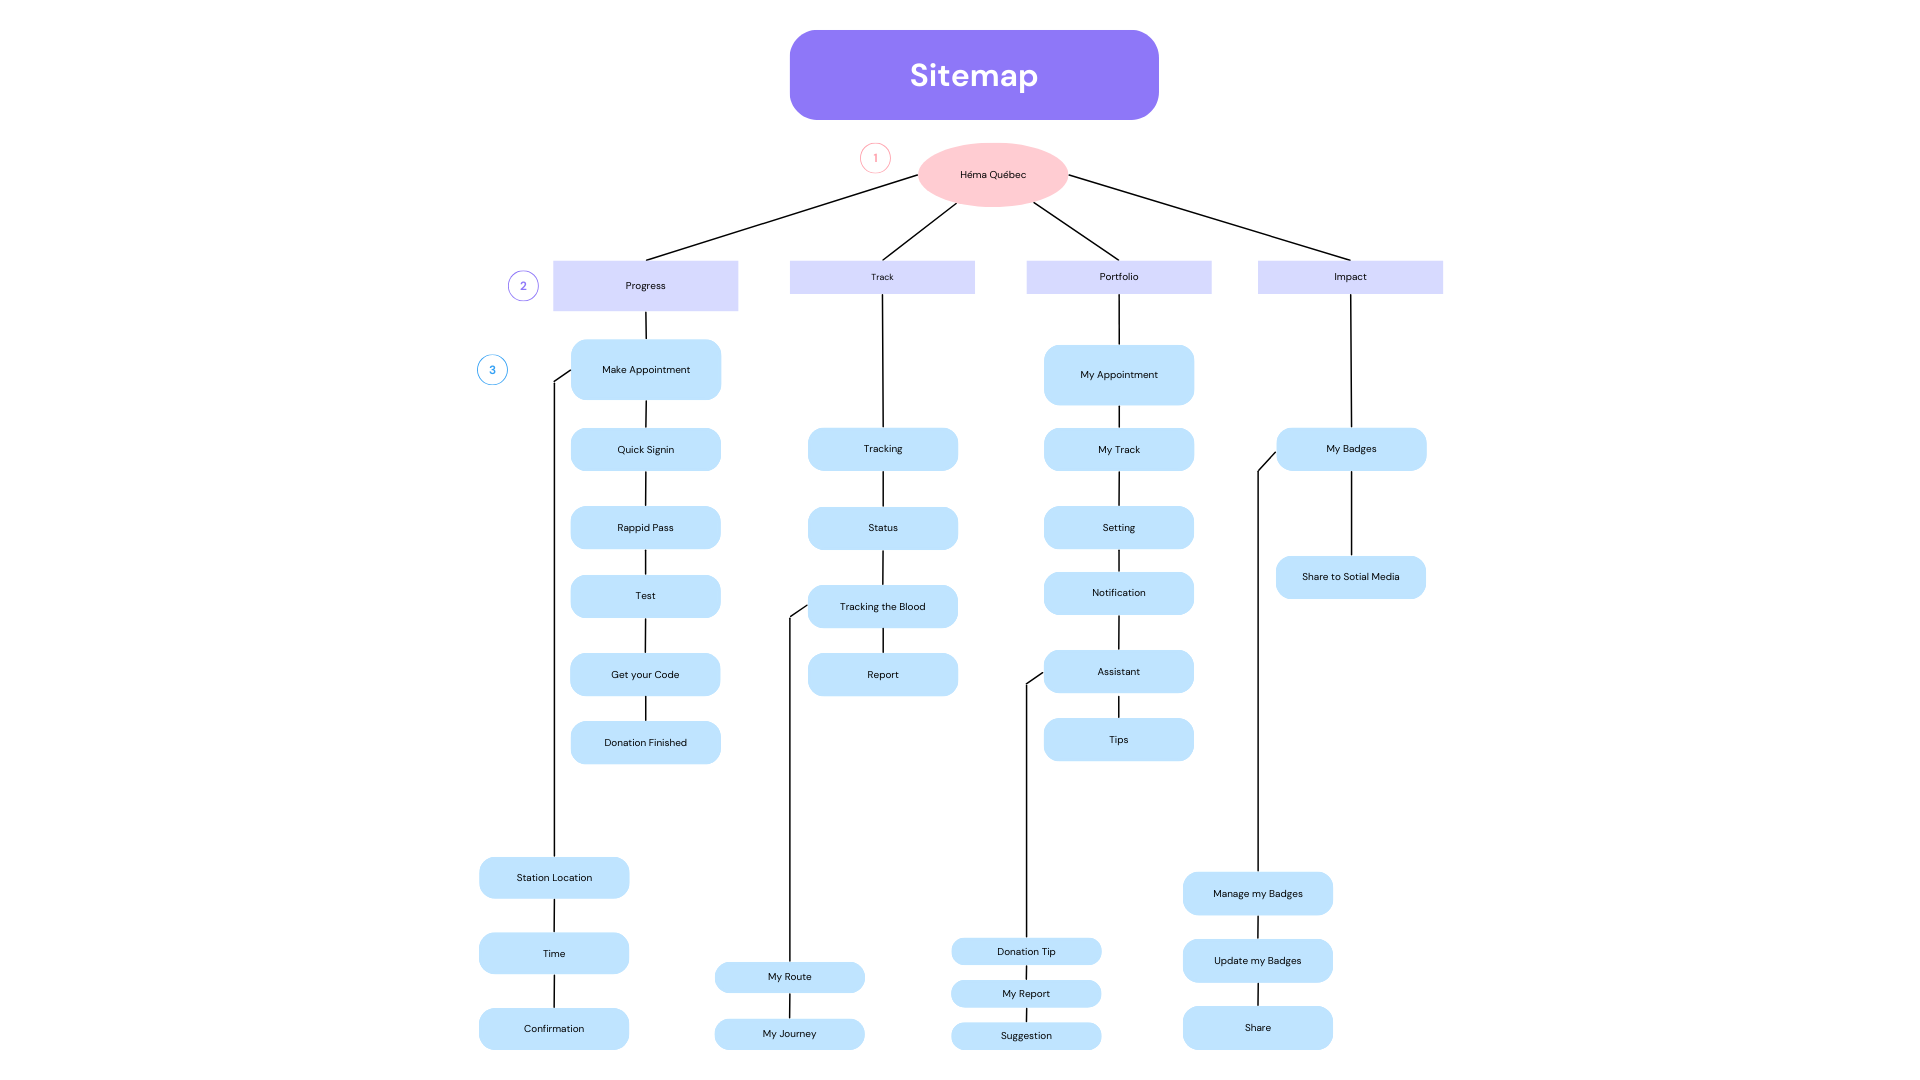 Sitemap
1
Héma Québec
2
Progress
Track
Portfolio
Impact
3
Make Appointment
My Appointment
Quick Signin
Tracking
My Track
My Badges
Rappid Pass
Status
Setting
Share to Sotial Media
Test
Tracking the Blood
Notification
Get your Code
Report
Assistant
Donation Finished
Tips
Station Location
Manage my Badges
Time
My Route
Donation Tip
Update my Badges
My Report
Confirmation
My Journey
Suggestion
Share